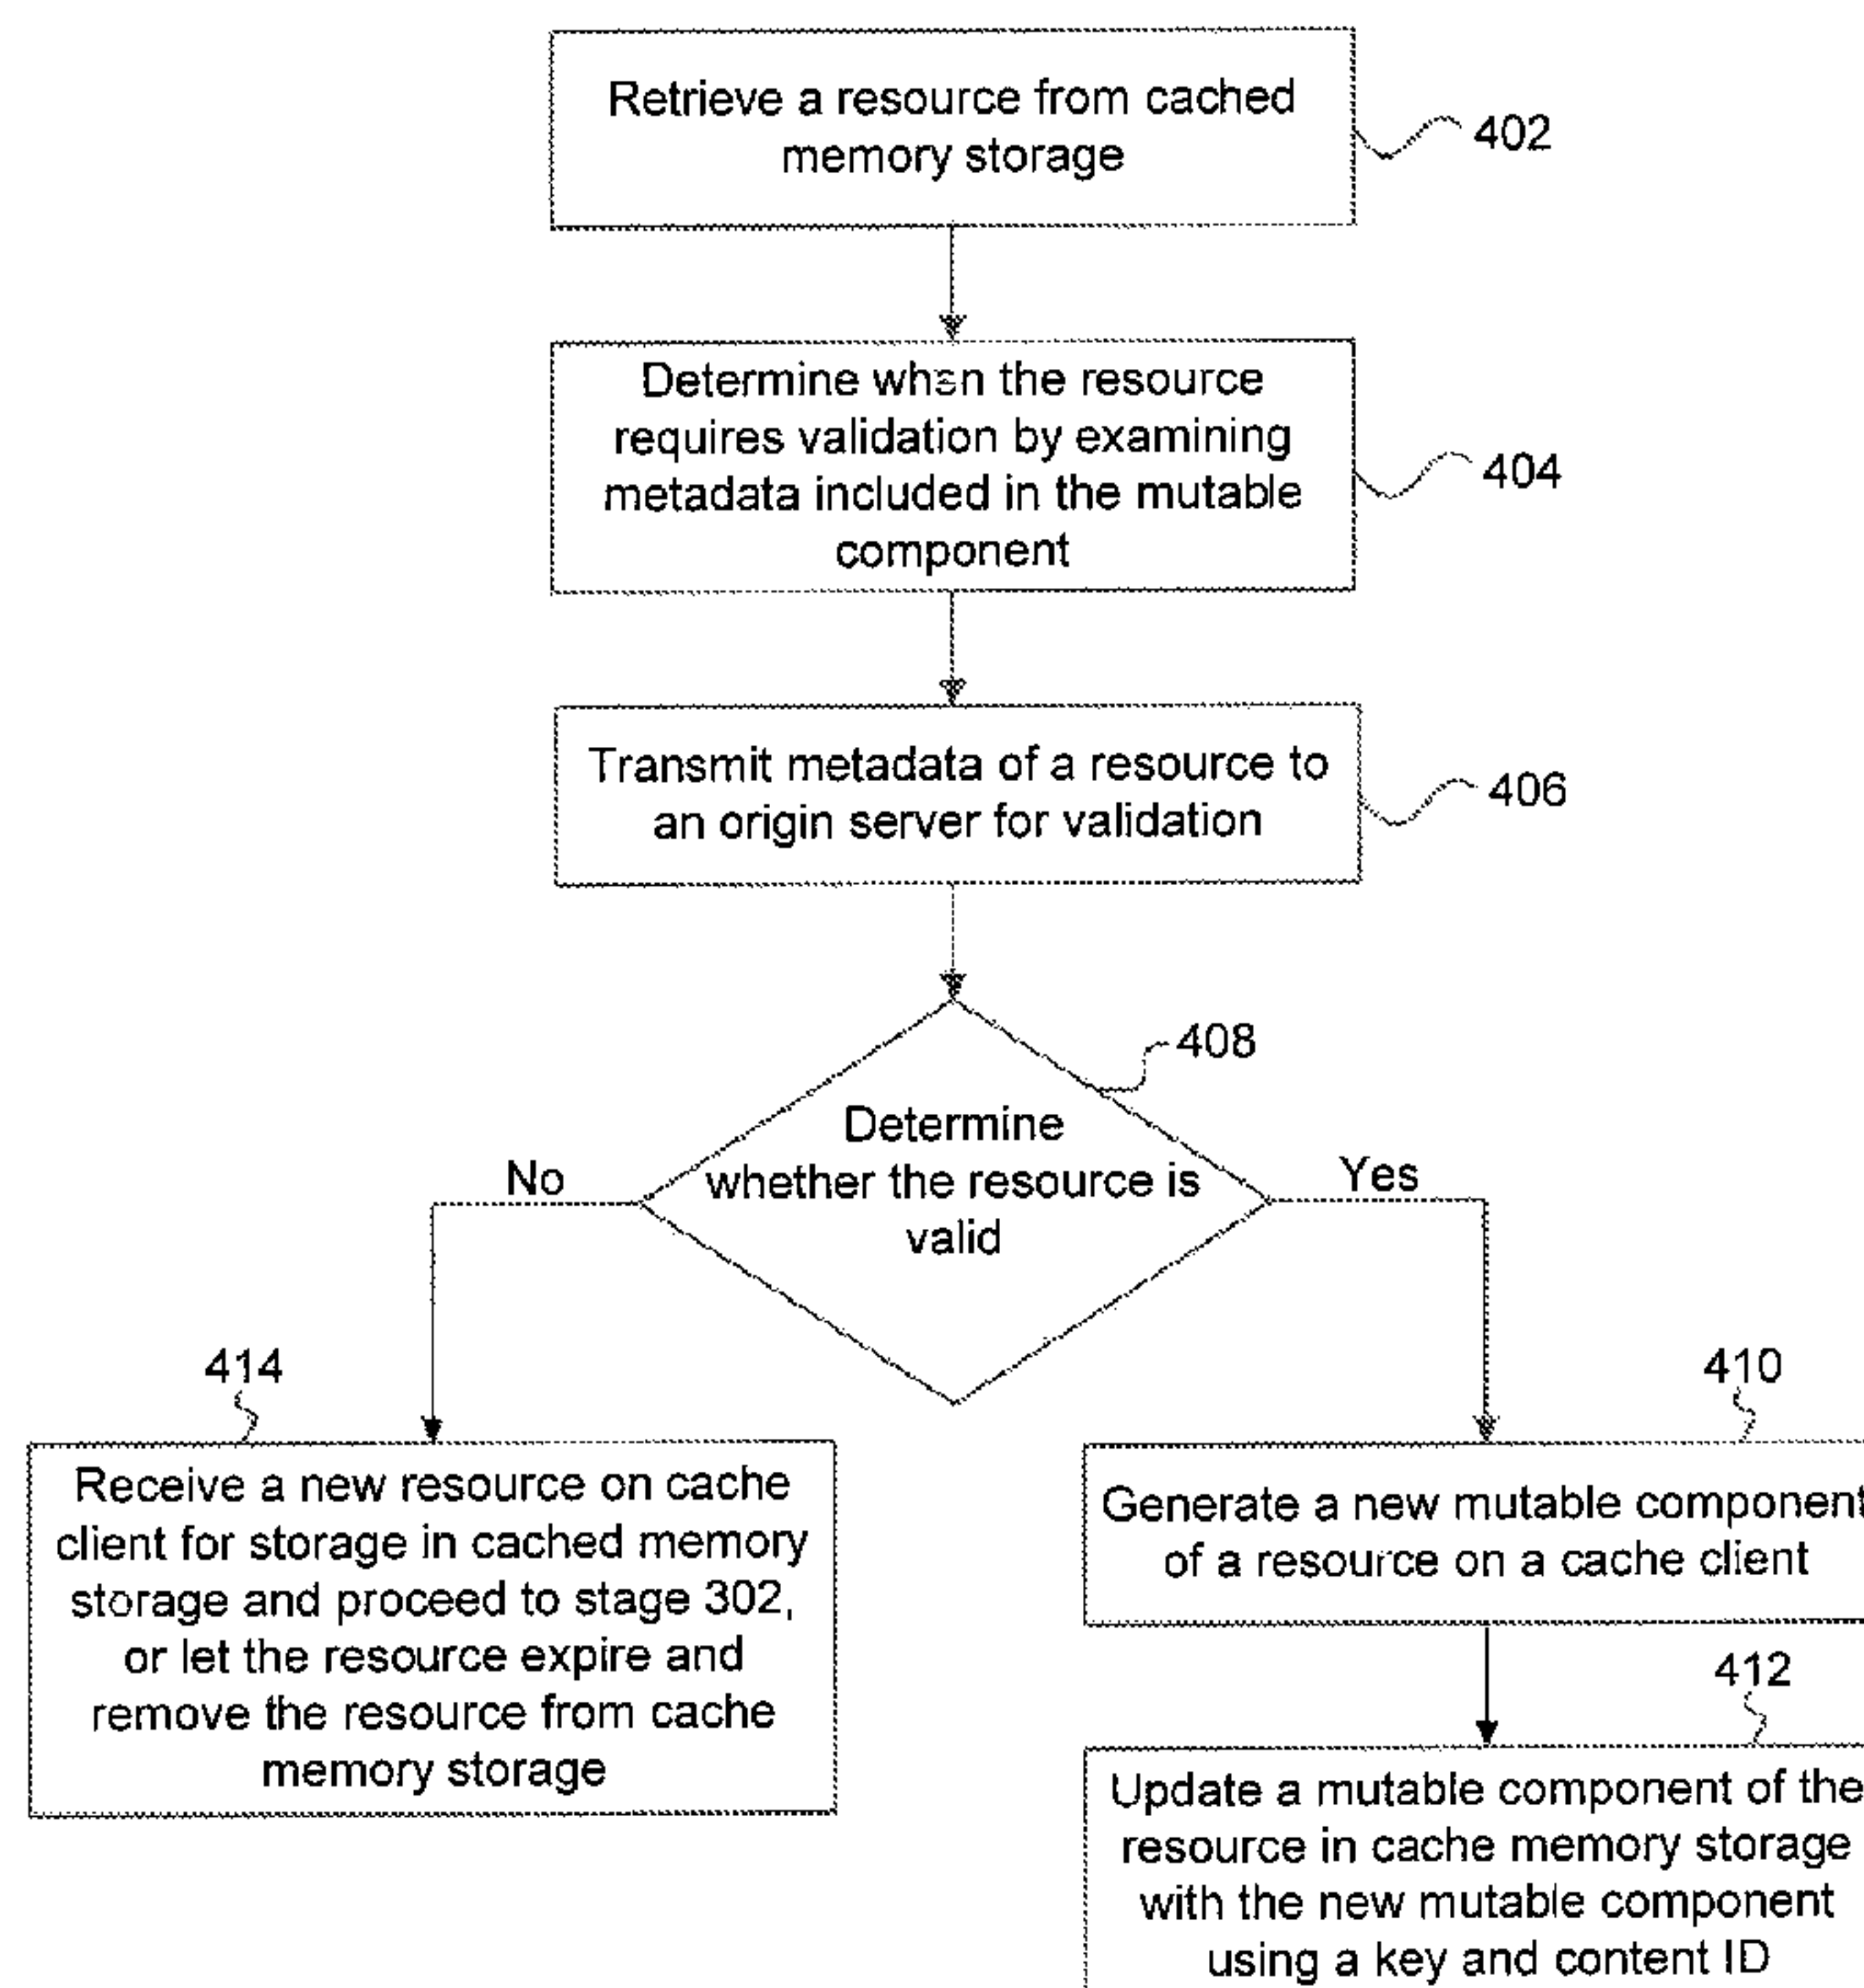 Retrieve a resource from cached
memory storage
402
Determine when the resource
requires validation by examining
metadata included in the mutable
component
404
Transmit metadata of a resource to
an origin server for validation
406
408
Determine
whether the resource is
valid
No
Yes
414
Receive a new resource on cache
client for storage in cached memory
storage and proceed to stage 302,
or let the resource expire and
remove the resource from cache
memory storage
410
Generate a new mutable component
of a resource on a cache client
412
Update a mutable component of the
resource in cache memory storage
with the new mutable component
using a key and content ID